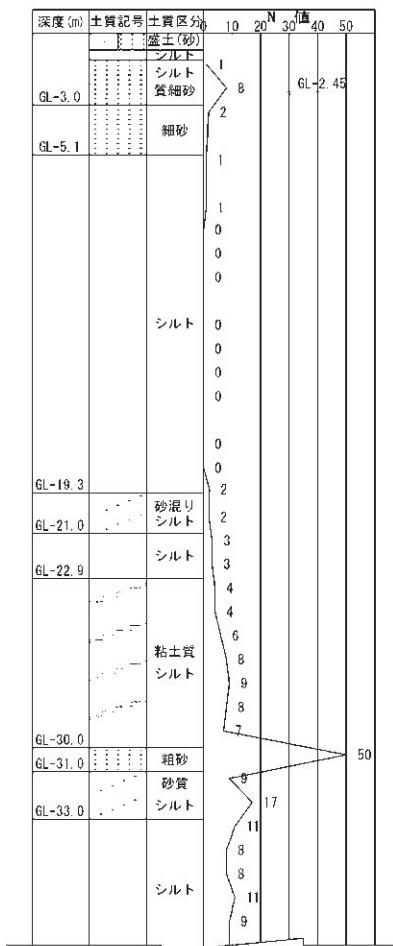 深度(m) 土質記号 土質区分 N 値
0 10 20 30 40 50
盛土(砂)
シルト
1
シルト
質細砂
8
GL-2.45
GL-3.0
2
細砂
GL-5.1
1
1
0
0
0
シルト
0
0
0
0
0
0
GL-19.3
2
砂混り
シルト
2
GL-21.0
3
シルト
3
GL-22.9
4
4
6
粘土質
シルト
8
9
8
7
GL-30.0
粗砂
50
GL-31.0
9
砂質
シルト
17
GL-33.0
11
8
8
シルト
11
9